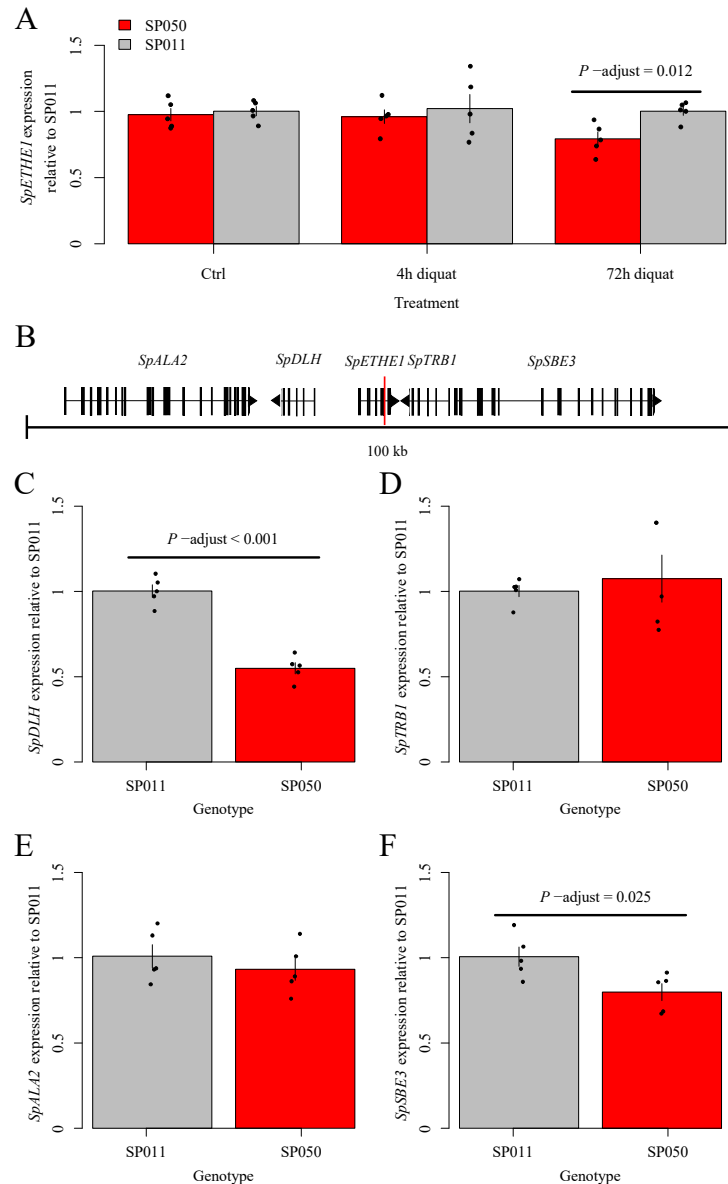 A
SP050
SP011
SpETHE1 expression
relative to SP011
1.5
1
0.5
0
P −adjust = 0.012
Ctrl
4h diquat
72h diquat
Treatment
B
SpALA2
SpDLH
SpETHE1
SpTRB1
SpSBE3
100 kb
C
SpDLH expression relative to SP011
1.5
1
0.5
0
P −adjust < 0.001
SP011
SP050
Genotype
D
SpTRB1 expression relative to SP011
1.5
1
0.5
0
SP011
SP050
Genotype
E
SpALA2 expression relative to SP011
1.5
1
0.5
0
SP011
SP050
Genotype
F
SpSBE3 expression relative to SP011
1.5
1
0.5
0
P −adjust = 0.025
SP011
SP050
Genotype